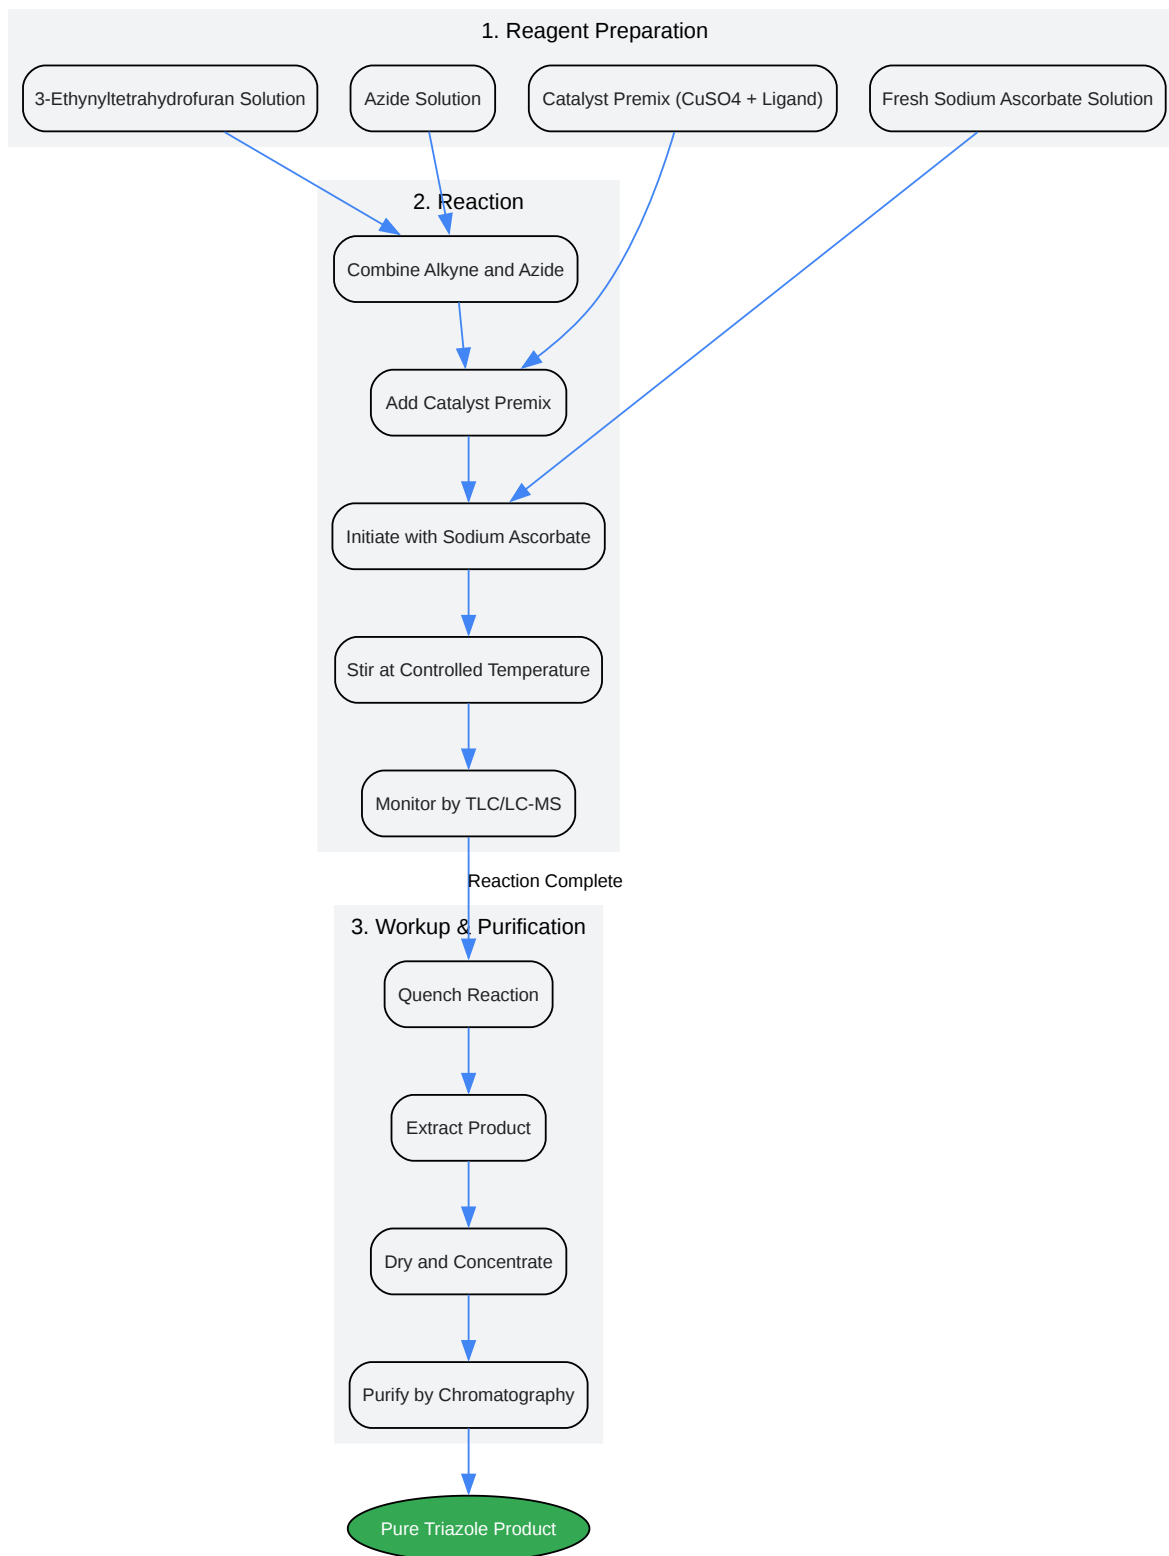 1. Reagent Preparation
3-Ethynyltetrahydrofuran Solution
Azide Solution
Catalyst Premix (CuSO4 + Ligand)
Fresh Sodium Ascorbate Solution
2. Reaction
Combine Alkyne and Azide
Add Catalyst Premix
Initiate with Sodium Ascorbate
Stir at Controlled Temperature
Monitor by TLC/LC-MS
Reaction Complete
3. Workup & Purification
Quench Reaction
Extract Product
Dry and Concentrate
Purify by Chromatography
Pure Triazole Product